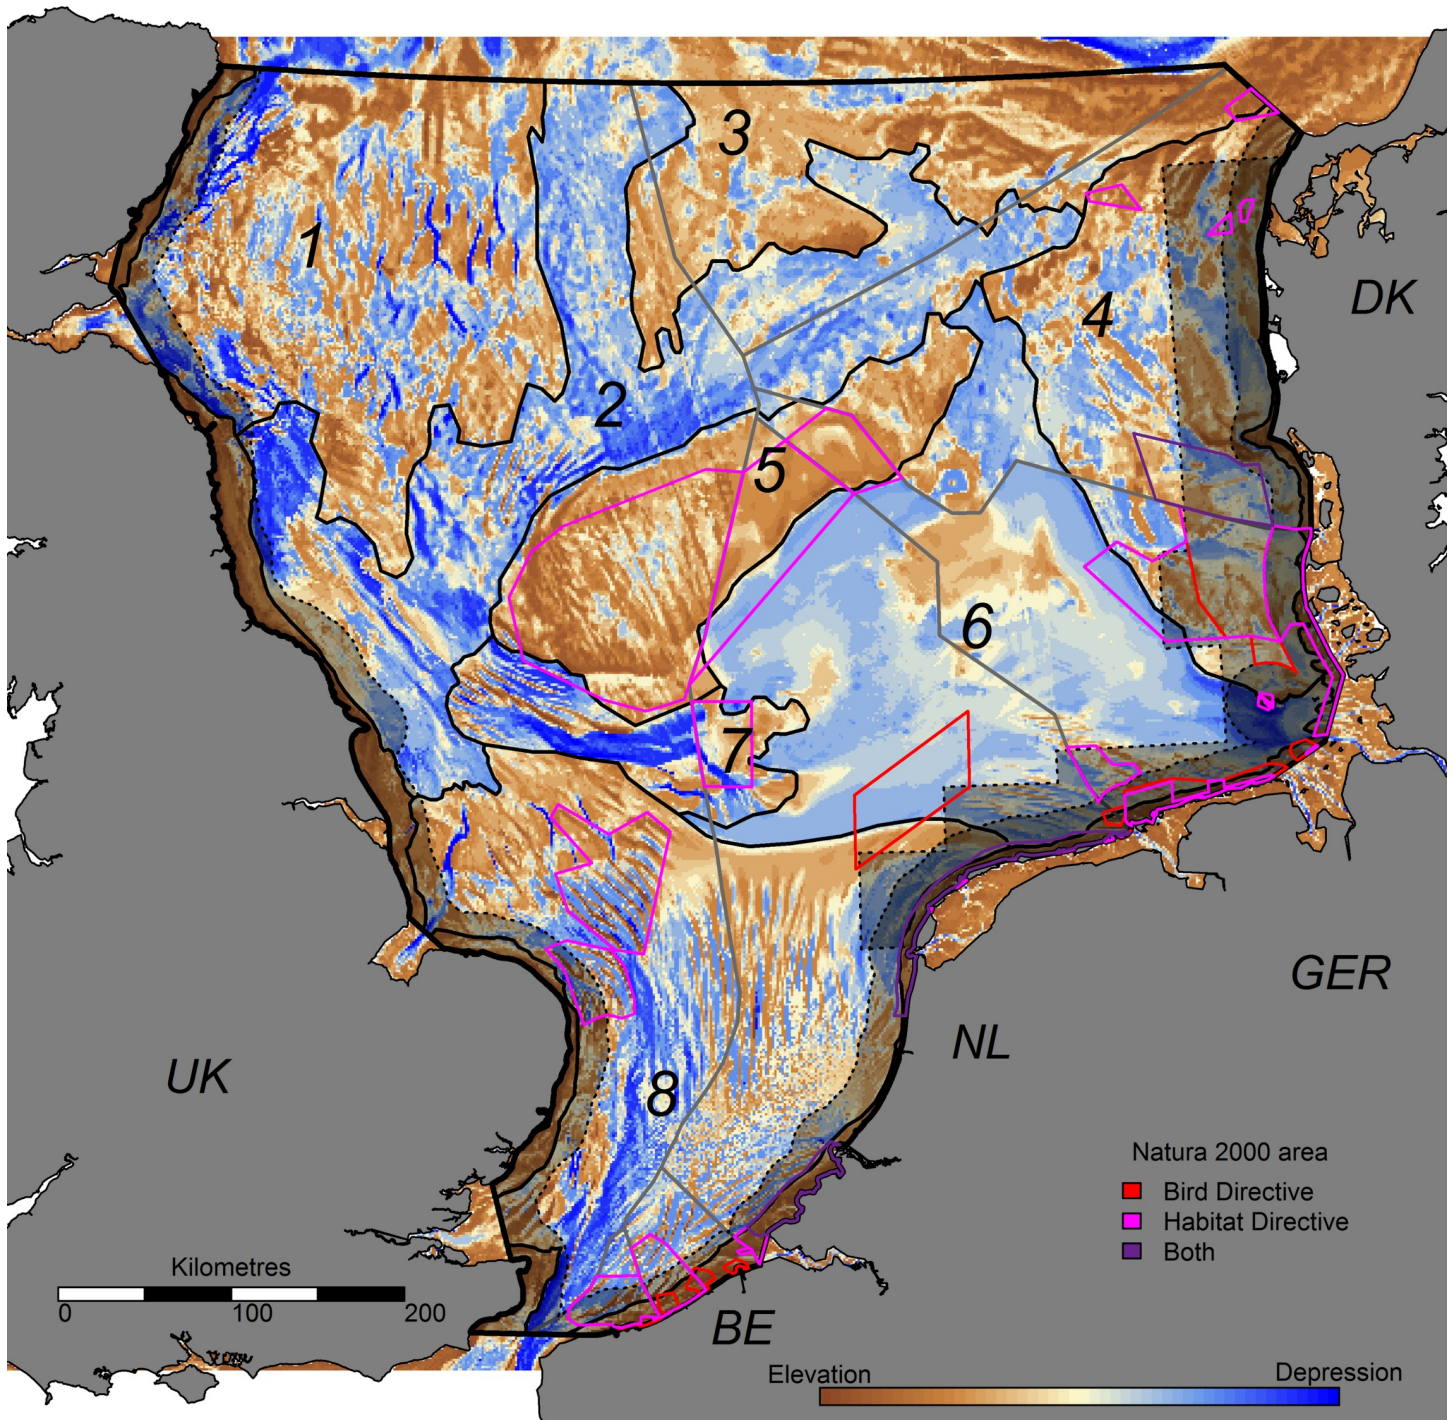 3
1
DK
4
2
5
6
7
GER
NL
UK
8
Natura 2000 area
Bird Directive
Habitat Directive
Both
Kilometres
0 100 200
BE
Elevation Depression